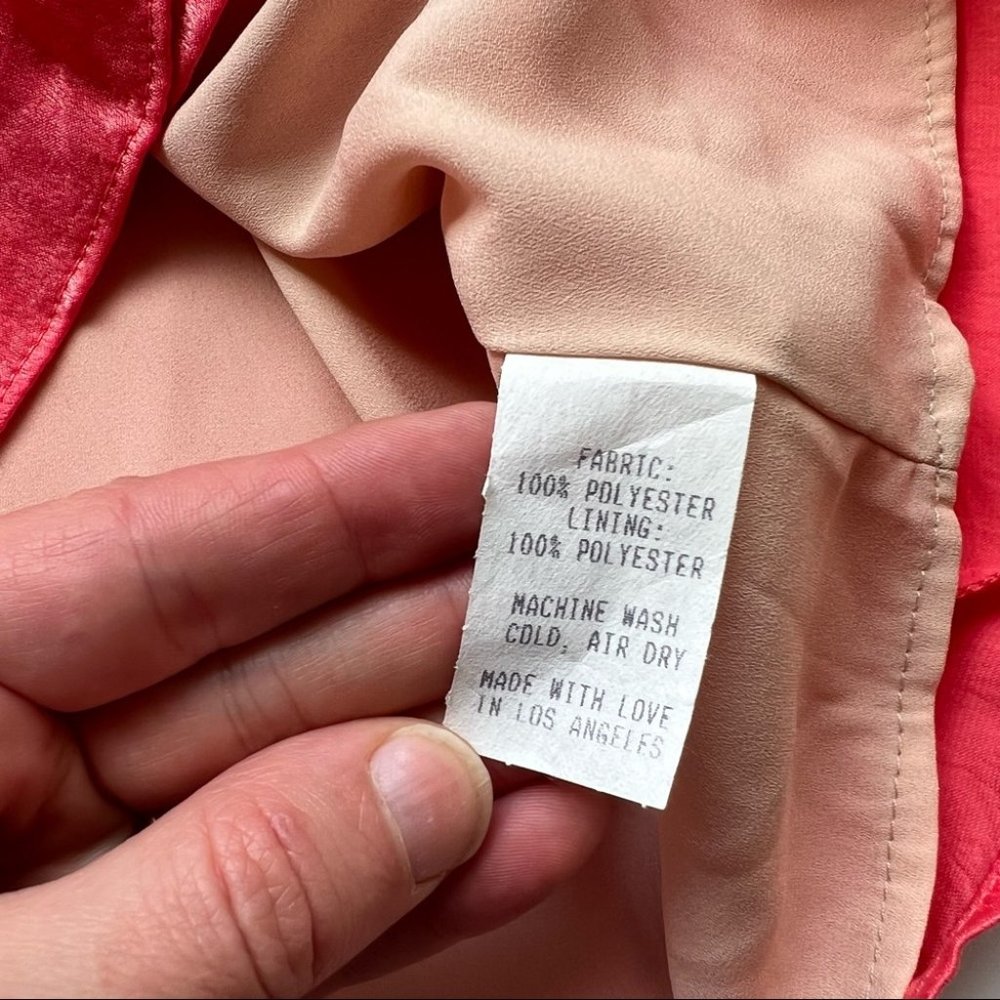 FABRIC:
100% POLYESTER
LINING:
100% POLYESTER
MACHINE WASH
COLD, AIR DRY
MADE WITH LOVE
IN LOS ANGELES